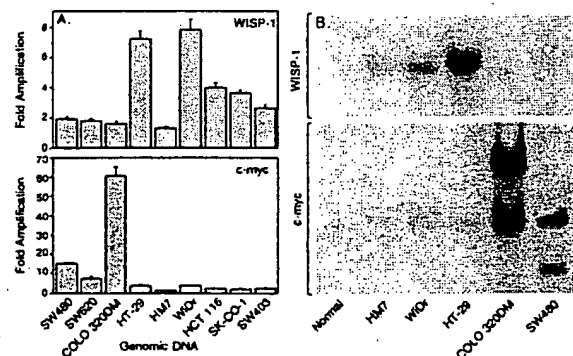 A.
WISP-1
Fold Amplification
8
6
4
2
0
c-myc
Fold Amplification
75
60
50
40
30
20
10
0
SW480
SW620
COLO 320DM
HT-29
HM7
WiDr
HCT 116
SK-CO-1
SW403
Genomic DNA
B.
WISP-1
c-myc
Normal
HM7
WiDr
HT-29
COLO 320DM
SW480